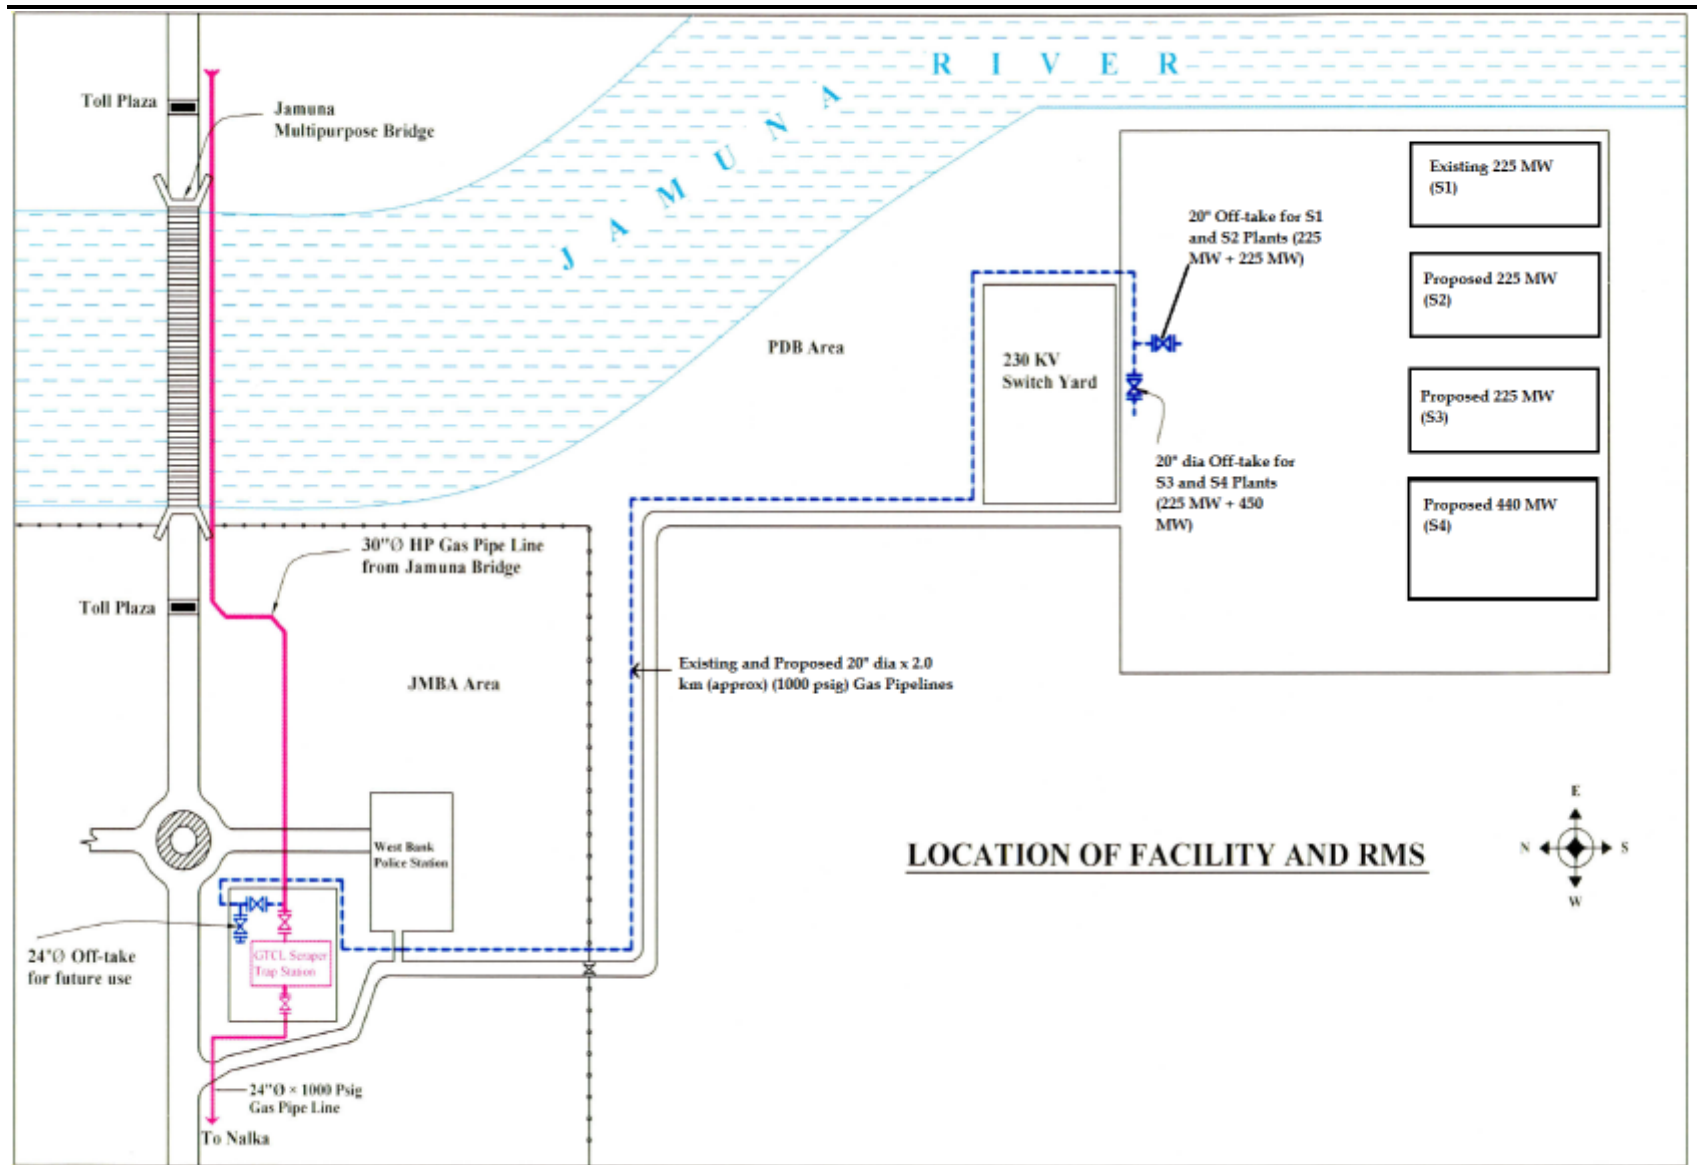 R I V E R
J A M U N A
Toll Plaza
Jamuna
Multipurpose Bridge
Existing 225 MW
(S1)
20" Off-take for S1
and S2 Plants (225
MW + 225 MW)
Proposed 225 MW
(S2)
PDB Area
230 KV
Switch Yard
Proposed 225 MW
(S3)
20" dia Off-take for
S3 and S4 Plants
(225 MW + 450
MW)
Proposed 440 MW
(S4)
30"Ø HP Gas Pipe Line
from Jamuna Bridge
Toll Plaza
Existing and Proposed 20" dia x 2.0
km (approx) (1000 psig) Gas Pipelines
JMBA Area
West Bank
Police Station
LOCATION OF FACILITY AND RMS
E
N
S
W
24"Ø Off-take
for future use
GTCL Scraper
Trap Station
24"Ø × 1000 Psig
Gas Pipe Line
To Nalka